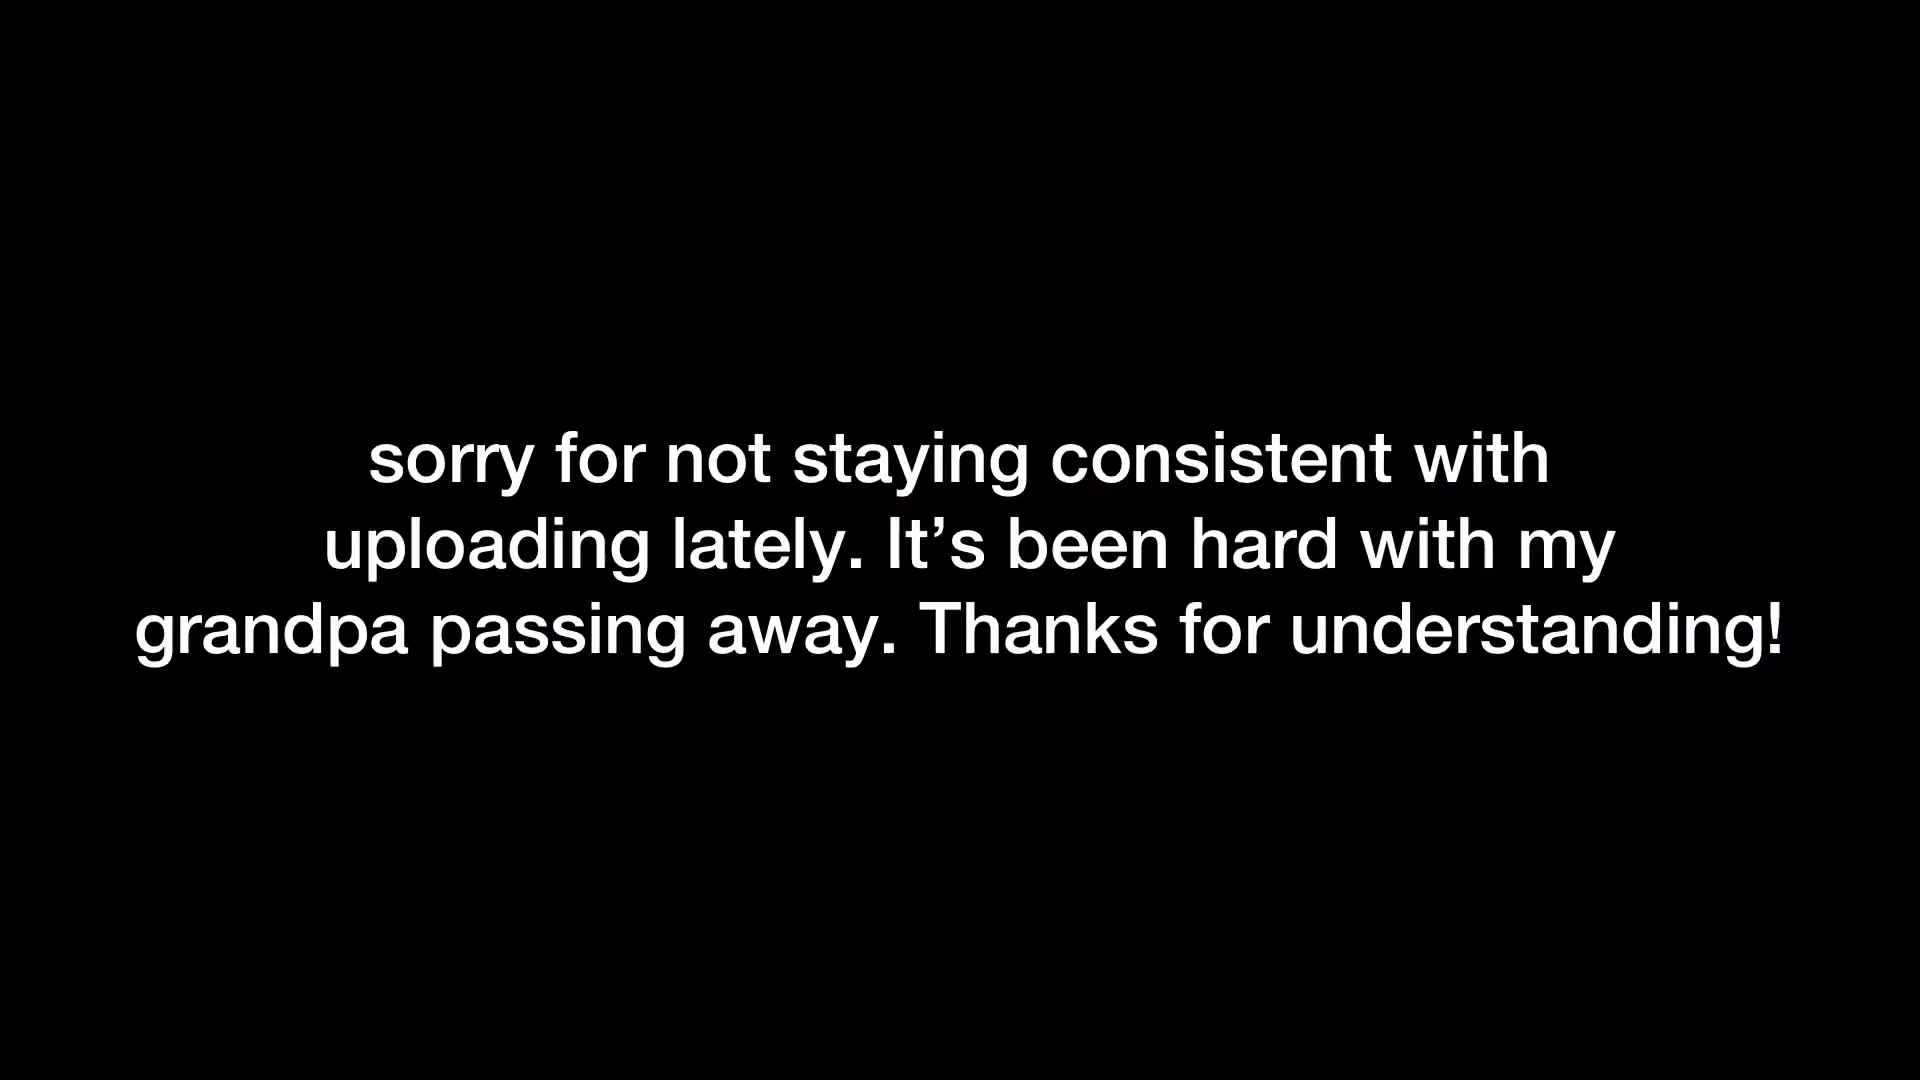 sorry for not staying consistent with
uploading lately. It’s been hard with my
grandpa passing away. Thanks for understanding!